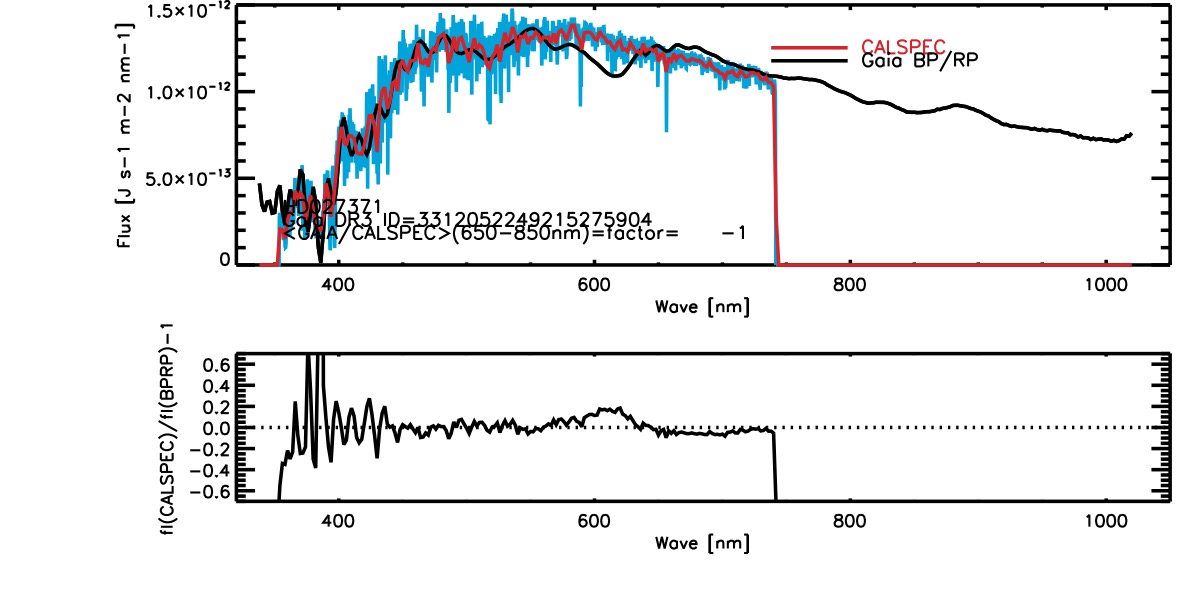 1.5×10−12
1.0×10−12
5.0×10−13
0
Flux [J s−1 m−2 nm−1]
CALSPEC
Gaia BP/RP
HD027371
Gaia DR3 ID=3312052249215275904
<GAIA/CALSPEC>(650−850nm)=factor= −1
400 600 800 1000
Wave [nm]
fl(CALSPEC)/fl(BPRP)−1
0.6
0.4
0.2
0.0
−0.2
−0.4
−0.6
400 600 800 1000
Wave [nm]